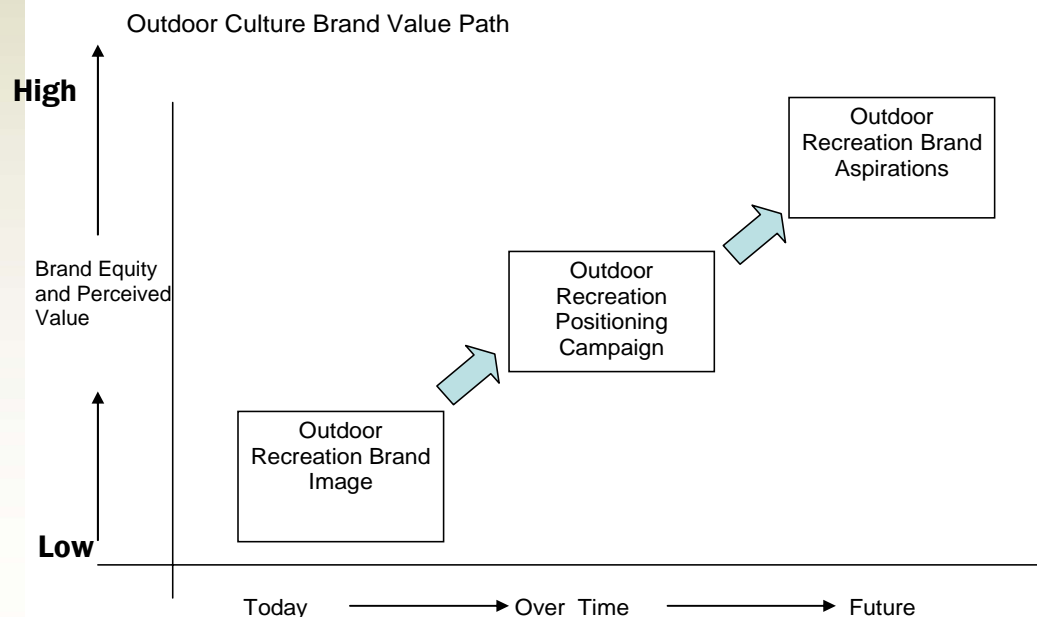 Outdoor Culture Brand Value Path
High
Outdoor
Recreation Brand
Aspirations
Brand Equity
and Perceived
Value
Outdoor
Recreation
Positioning
Campaign
Outdoor
Recreation Brand
Image
Low
Today Over Time Future